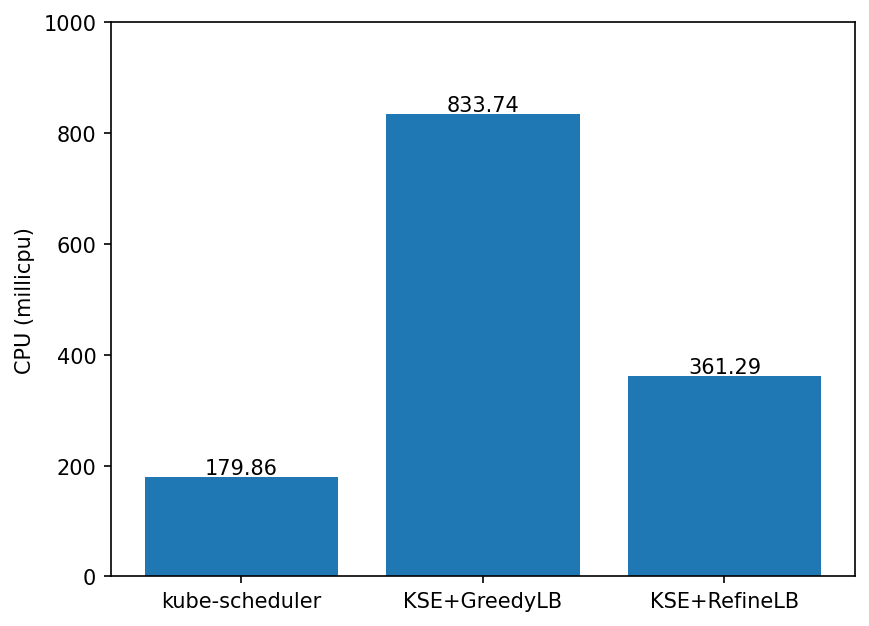 1000
800
600
400
200
0
CPU (millicpu)
179.86
833.74
361.29
kube-scheduler
KSE+GreedyLB
KSE+RefineLB